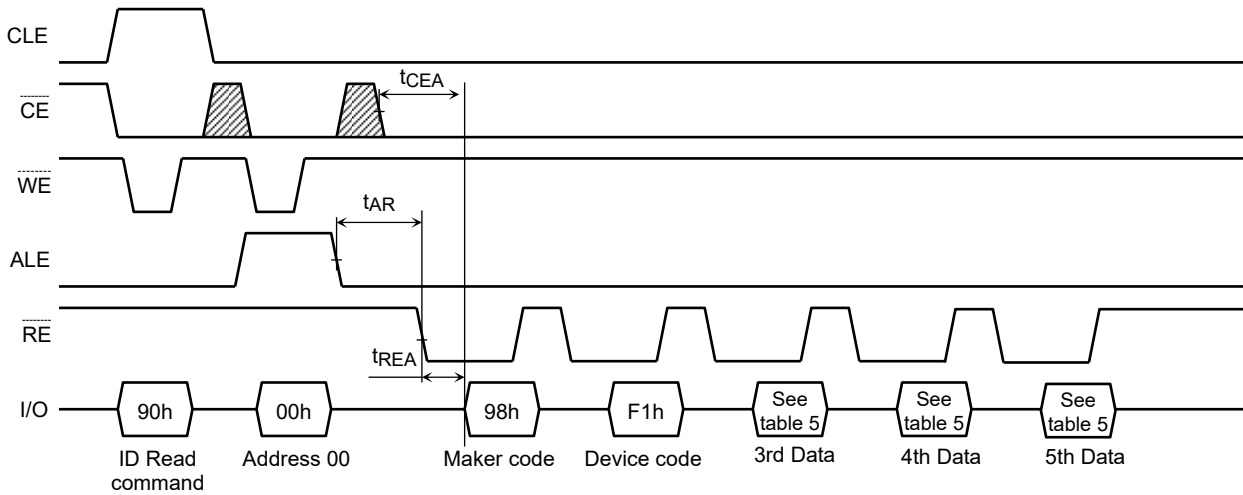 CLE
CE
tCEA
WE
tAR
ALE
RE
tREA
I/O
90h
00h
98h
F1h
See
table 5
See
table 5
See
table 5
ID Read
command
Address 00
Maker code
Device code
3rd Data
4th Data
5th Data